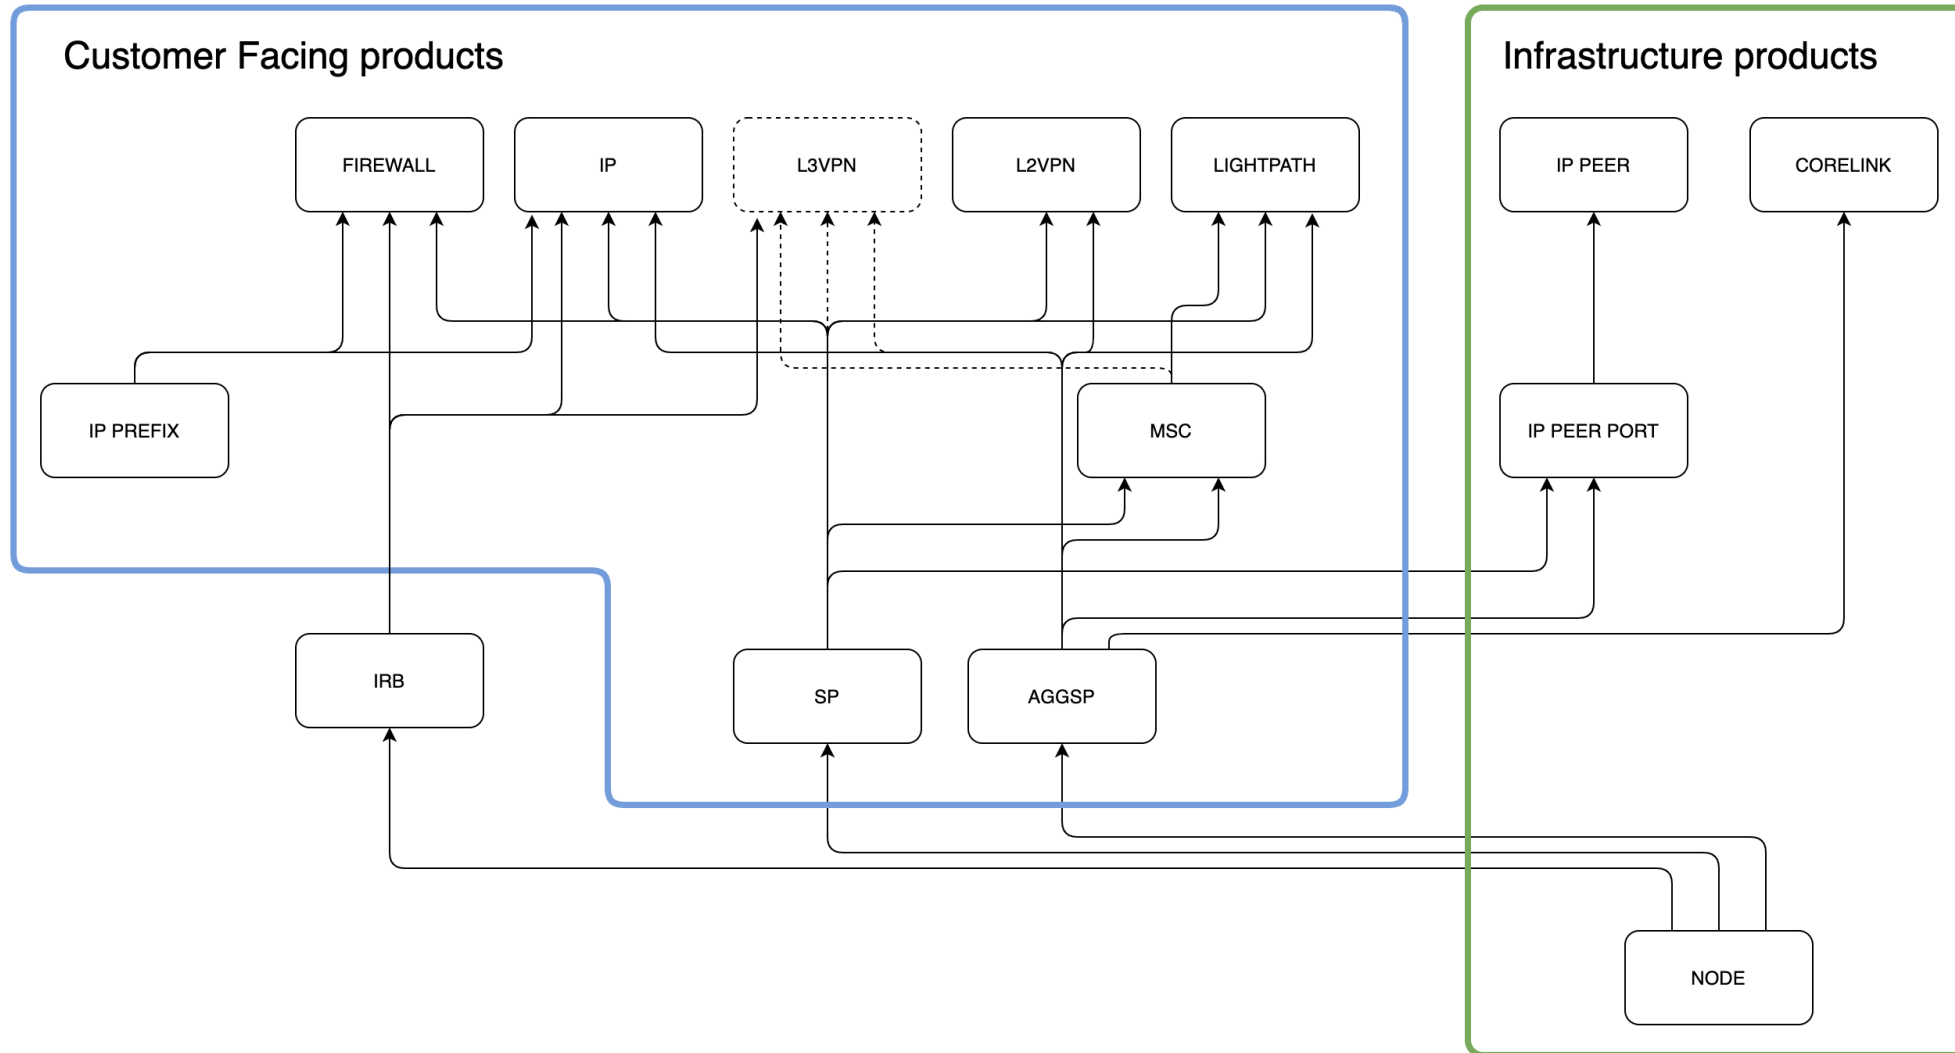 Customer Facing products
Infrastructure products
FIREWALL
IP
L3VPN
L2VPN
LIGHTPATH
IP PEER
CORELINK
IP PREFIX
MSC
IP PEER PORT
IRB
SP
AGGSP
NODE